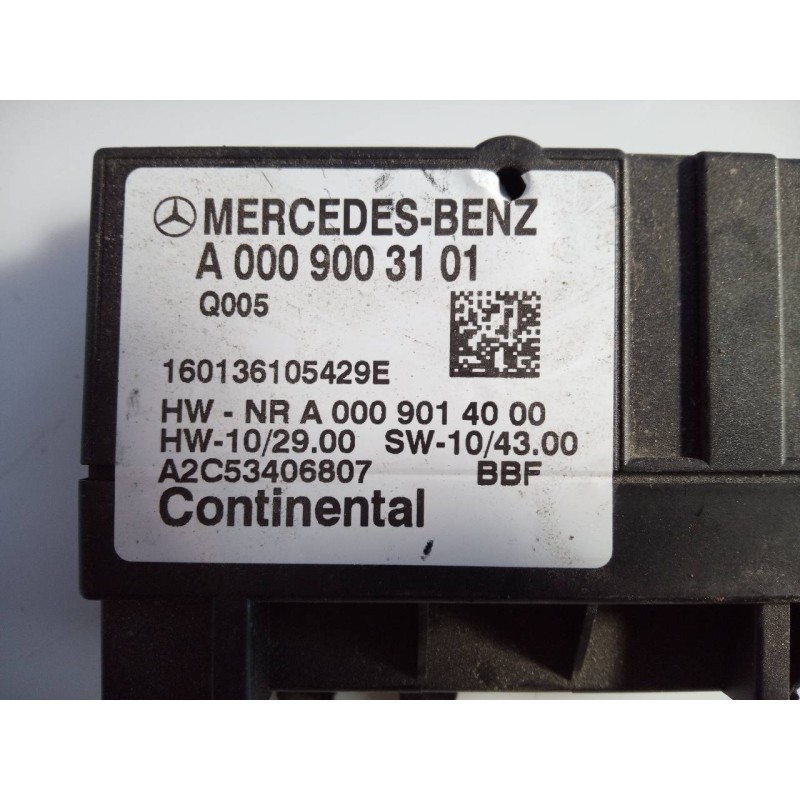 MERCEDES-BENZ
A 000 900 31 01
Q005
160136105429E
HW - NR A 000 901 40 00
HW-10/29.00 SW-10/43.00
A2C53406807 BBF
Continental